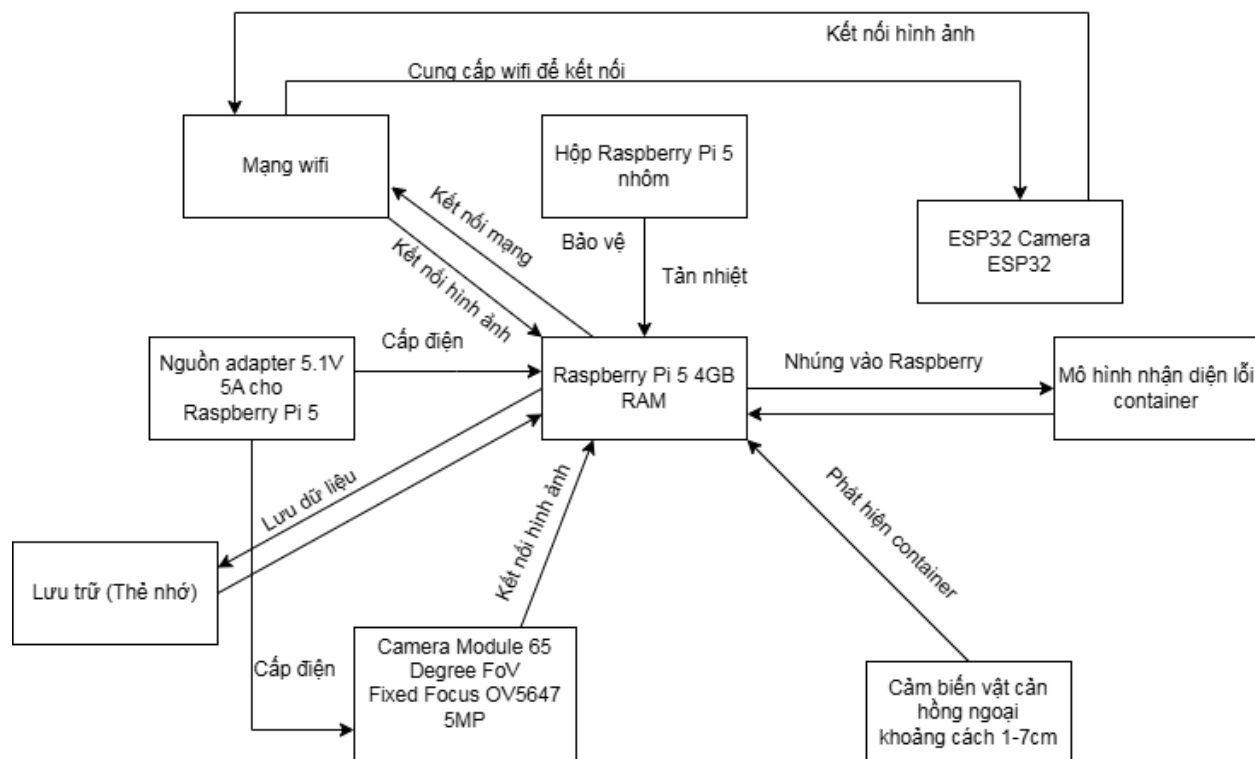 Kết nối hình ảnh
Cung cấp wifi để kết nối
Mạng wifi
Hộp Raspberry Pi 5
nhôm
ESP32 Camera
ESP32
Kết nối mạng
Kết nối hình ảnh
Bảo vệ
Tản nhiệt
Nguồn adapter 5.1V
5A cho
Raspberry Pi 5
Cấp điện
Raspberry Pi 5 4GB
RAM
Nhúng vào Raspberry
Mô hình nhận diện lỗi
container
Lưu dữ liệu
Kết nối hình ảnh
Phát hiện container
Lưu trữ (Thẻ nhớ)
Cấp điện
Camera Module 65
Degree FoV
Fixed Focus OV5647
5MP
Cảm biến vật cản
hồng ngoại
khoảng cách 1-7cm